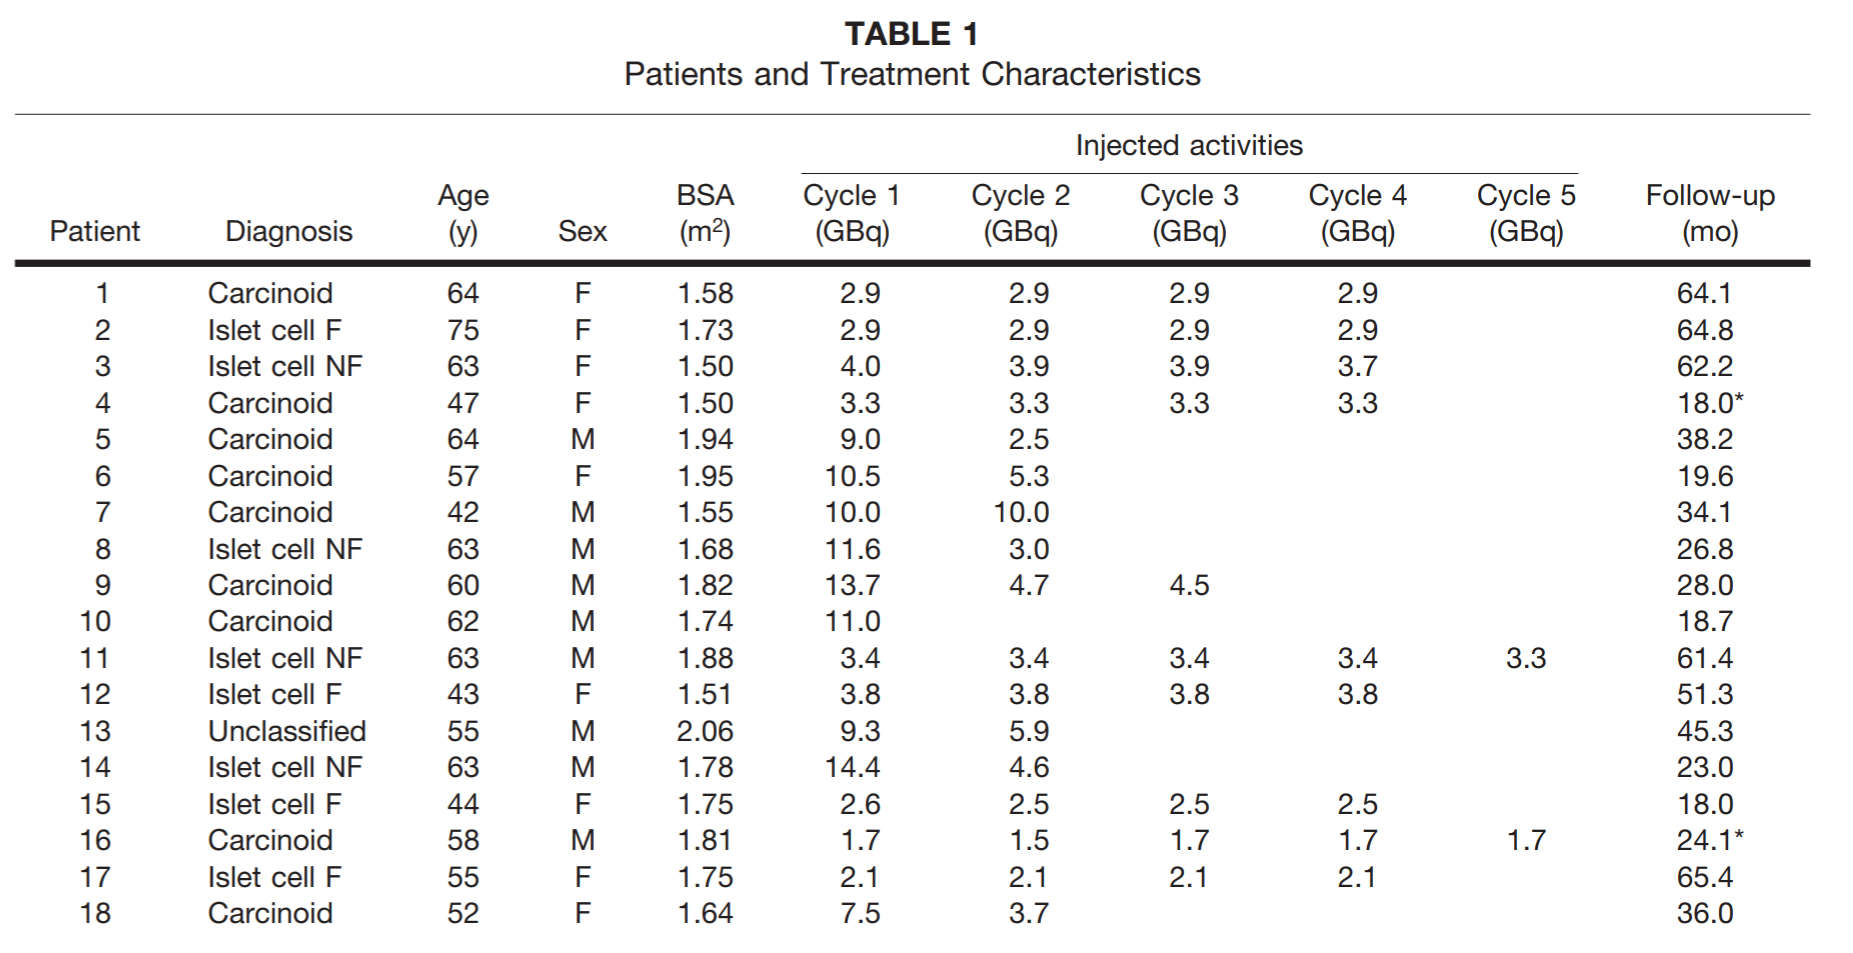 TABLE 1
Patients and Treatment Characteristics
Injected activities
Age BSA Cycle 1 Cycle 2 Cycle 3 Cycle 4 Cycle 5 Follow-up
Patient Diagnosis (y) Sex (m²) (GBq) (GBq) (GBq) (GBq) (GBq) (mo)
1 Carcinoid 64 F 1.58 2.9 2.9 2.9 2.9 64.1
2 Islet cell F 75 F 1.73 2.9 2.9 2.9 2.9 64.8
3 Islet cell NF 63 F 1.50 4.0 3.9 3.9 3.7 62.2
4 Carcinoid 47 F 1.50 3.3 3.3 3.3 3.3 18.0*
5 Carcinoid 64 M 1.94 9.0 2.5 38.2
6 Carcinoid 57 F 1.95 10.5 5.3 19.6
7 Carcinoid 42 M 1.55 10.0 10.0 34.1
8 Islet cell NF 63 M 1.68 11.6 3.0 26.8
9 Carcinoid 60 M 1.82 13.7 4.7 4.5 28.0
10 Carcinoid 62 M 1.74 11.0 18.7
11 Islet cell NF 63 M 1.88 3.4 3.4 3.4 3.4 3.3 61.4
12 Islet cell F 43 F 1.51 3.8 3.8 3.8 3.8 51.3
13 Unclassified 55 M 2.06 9.3 5.9 45.3
14 Islet cell NF 63 M 1.78 14.4 4.6 23.0
15 Islet cell F 44 F 1.75 2.6 2.5 2.5 2.5 18.0
16 Carcinoid 58 M 1.81 1.7 1.5 1.7 1.7 1.7 24.1*
17 Islet cell F 55 F 1.75 2.1 2.1 2.1 2.1 65.4
18 Carcinoid 52 F 1.64 7.5 3.7 36.0